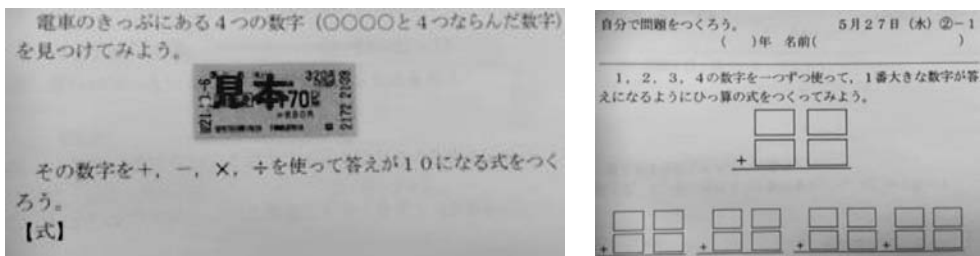 電車のきっぷにある4つの数字(○○○○と4つならんだ数字)
を見つけてみよう。
見本
2172 2109
その数字を+,-,×,÷を使って答えが10になる式をつく
ろう。
【式】
自分で問題をつくろう。 5月27日(水)②-1
( )年 名前( )
1,2,3,4の数字を一つずつ使って,1番大きな数字が答
えになるようにひっ算の式をつくってみよう。
+
+ + + +